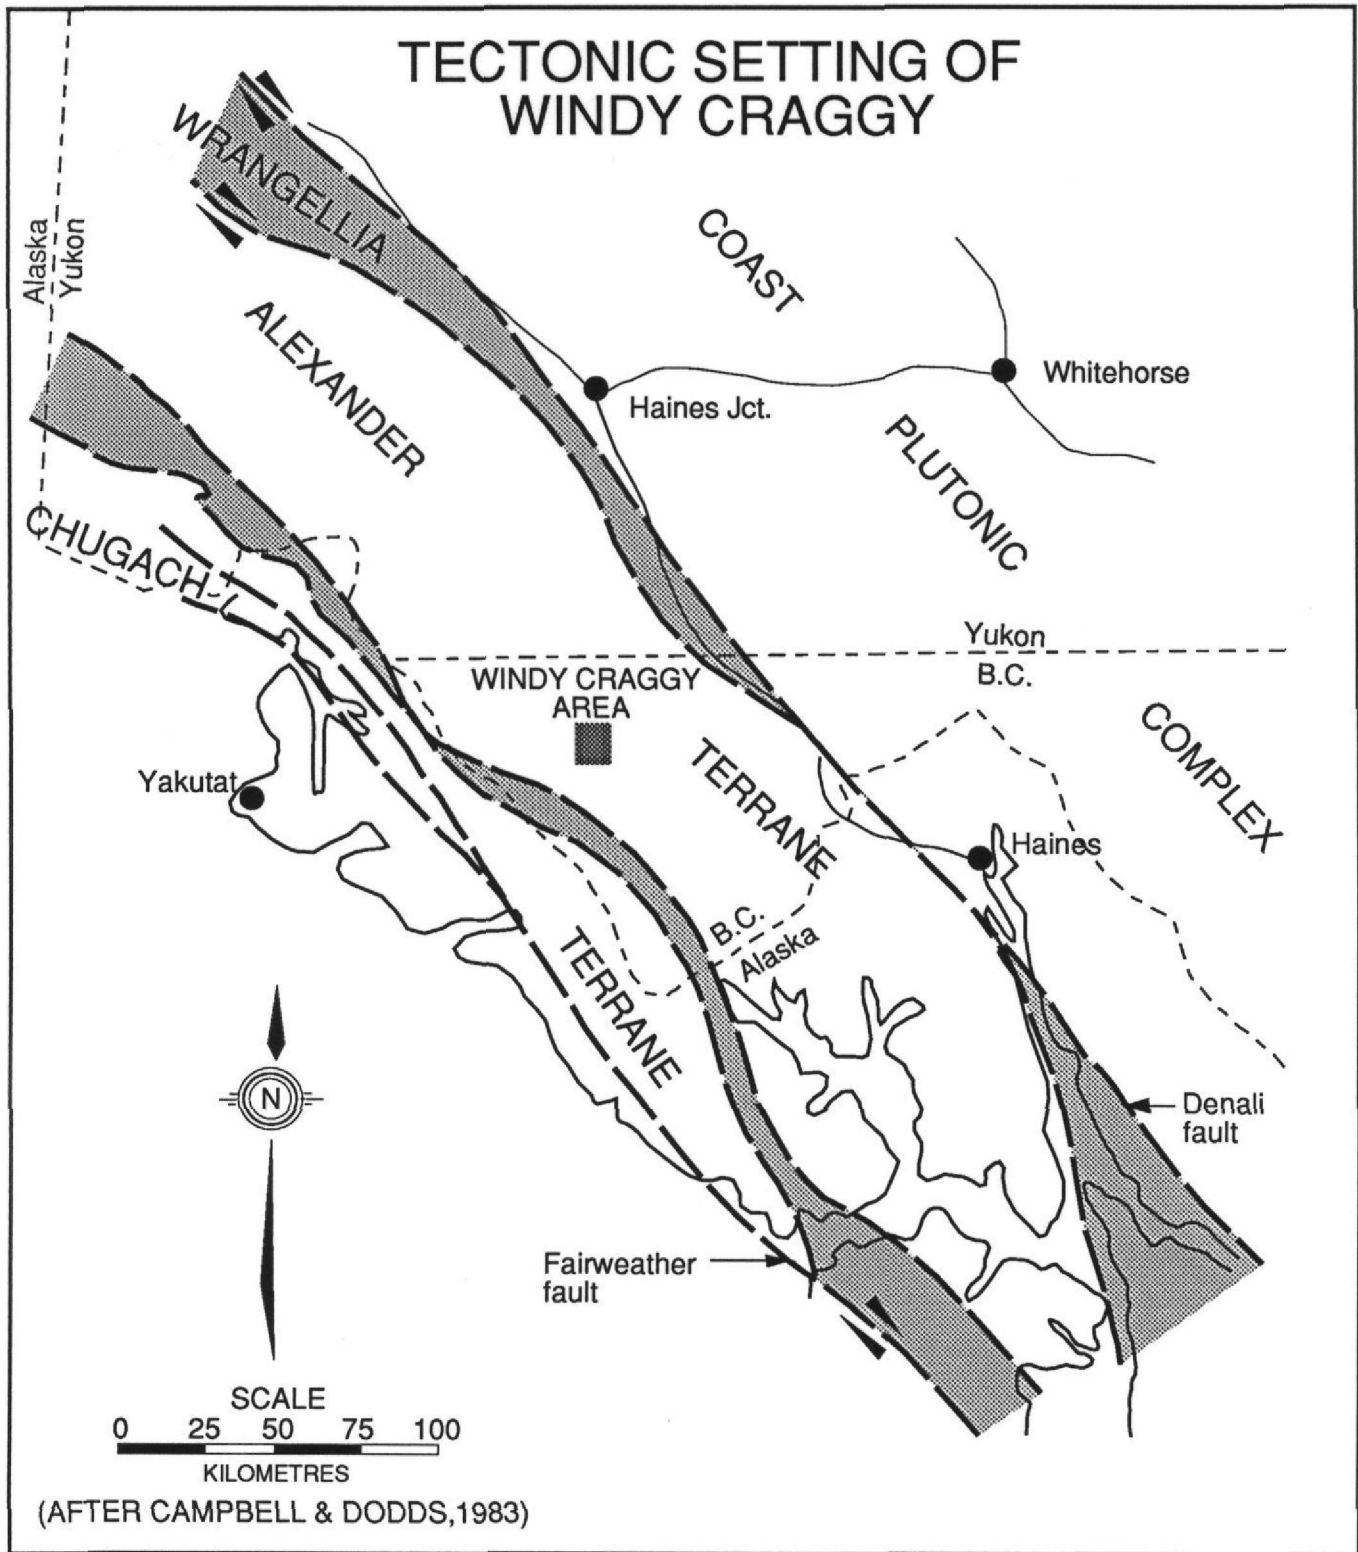 TECTONIC SETTING OF
WINDY CRAGGY
WRANGELLIA
COAST
Alaska
Yukon
ALEXANDER
Whitehorse
Haines Jct.
PLUTONIC
CHUGACH
Yukon
B.C.
WINDY CRAGGY
AREA
COMPLEX
TERRANE
Yakutat
Haines
B.C.
Alaska
TERRANE
N
Denali
fault
Fairweather
fault
SCALE
0 25 50 75 100
KILOMETRES
(AFTER CAMPBELL & DODDS,1983)